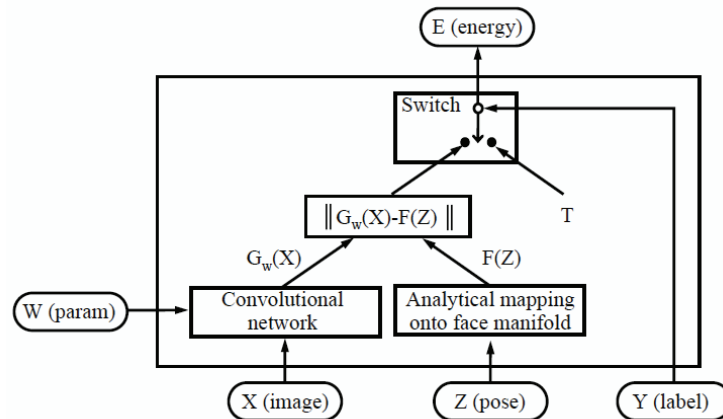 E (energy)
Switch
‖ G_w(X)-F(Z) ‖
T
G_w(X)
F(Z)
W (param)
Convolutional
network
Analytical mapping
onto face manifold
X (image)
Z (pose)
Y (label)